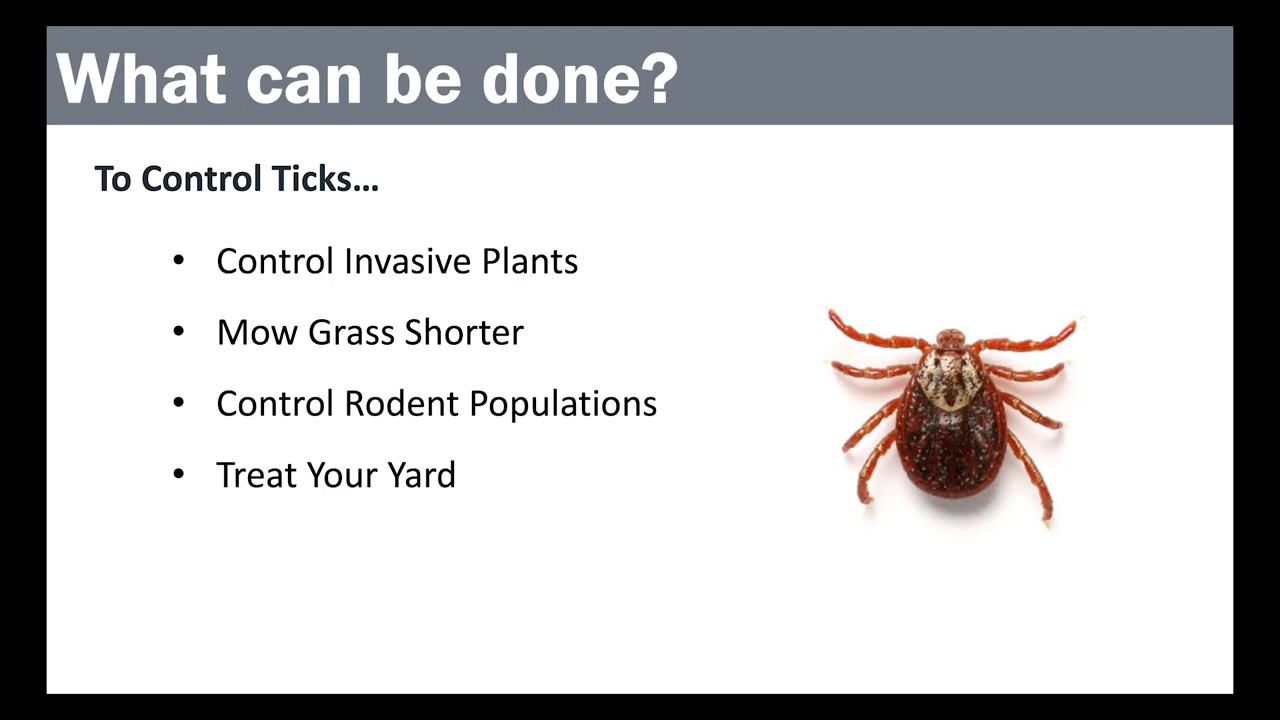 What can be done?
To Control Ticks...
• Control Invasive Plants
• Mow Grass Shorter
• Control Rodent Populations
• Treat Your Yard